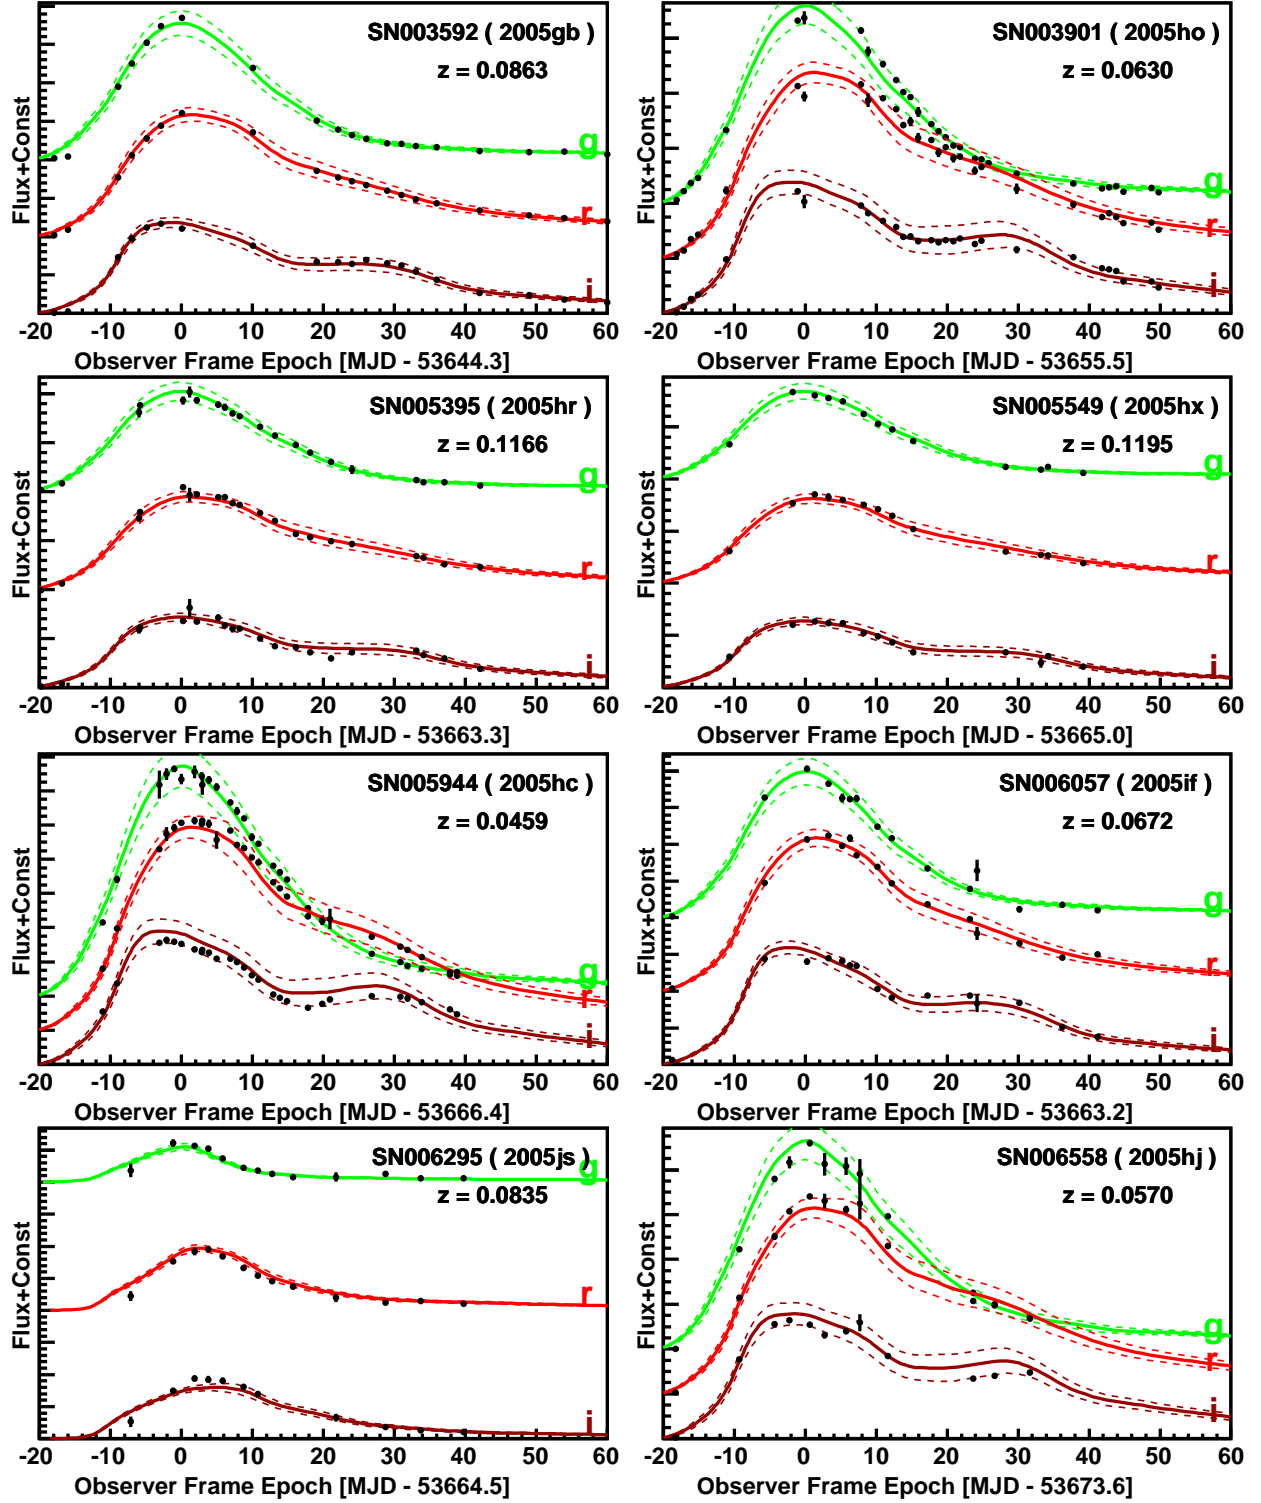 SN003592 ( 2005gb )
z = 0.0863
Flux+Const
g
r
i
-20 -10 0 10 20 30 40 50 60
Observer Frame Epoch [MJD - 53644.3]
SN003901 ( 2005ho )
z = 0.0630
Flux+Const
g
r
i
-20 -10 0 10 20 30 40 50 60
Observer Frame Epoch [MJD - 53655.5]
SN005395 ( 2005hr )
z = 0.1166
Flux+Const
g
r
i
-20 -10 0 10 20 30 40 50 60
Observer Frame Epoch [MJD - 53663.3]
SN005549 ( 2005hx )
z = 0.1195
Flux+Const
g
r
i
-20 -10 0 10 20 30 40 50 60
Observer Frame Epoch [MJD - 53665.0]
SN005944 ( 2005hc )
z = 0.0459
Flux+Const
g
r
i
-20 -10 0 10 20 30 40 50 60
Observer Frame Epoch [MJD - 53666.4]
SN006057 ( 2005if )
z = 0.0672
Flux+Const
g
r
i
-20 -10 0 10 20 30 40 50 60
Observer Frame Epoch [MJD - 53663.2]
SN006295 ( 2005js )
z = 0.0835
Flux+Const
g
r
i
-20 -10 0 10 20 30 40 50 60
Observer Frame Epoch [MJD - 53664.5]
SN006558 ( 2005hj )
z = 0.0570
Flux+Const
g
r
i
-20 -10 0 10 20 30 40 50 60
Observer Frame Epoch [MJD - 53673.6]